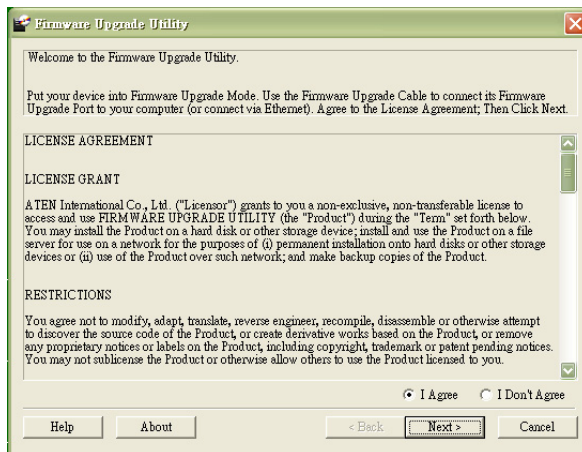 Firmware Upgrade Utility
Welcome to the Firmware Upgrade Utility.
Put your device into Firmware Upgrade Mode. Use the Firmware Upgrade Cable to connect its Firmware
Upgrade Port to your computer (or connect via Ethernet). Agree to the License Agreement; Then Click Next.
LICENSE AGREEMENT
LICENSE GRANT
ATEN International Co., Ltd. ("Licensor") grants to you a non-exclusive, non-transferable license to
access and use FIRMWARE UPGRADE UTILITY (the "Product") during the "Term" set forth below.
You may install the Product on a hard disk or other storage device; install and use the Product on a file
server for use on a network for the purposes of (i) permanent installation onto hard disks or other storage
devices or (ii) use of the Product over such network; and make backup copies of the Product.
RESTRICTIONS
You agree not to modify, adapt, translate, reverse engineer, recompile, disassemble or otherwise attempt
to discover the source code of the Product, or create derivative works based on the Product, or remove
any proprietary notices or labels on the Product, including copyright, trademark or patent pending notices.
You may not sublicense the Product or otherwise allow others to use the Product licensed to you.
I Agree I Don't Agree
Help About < Back Next > Cancel